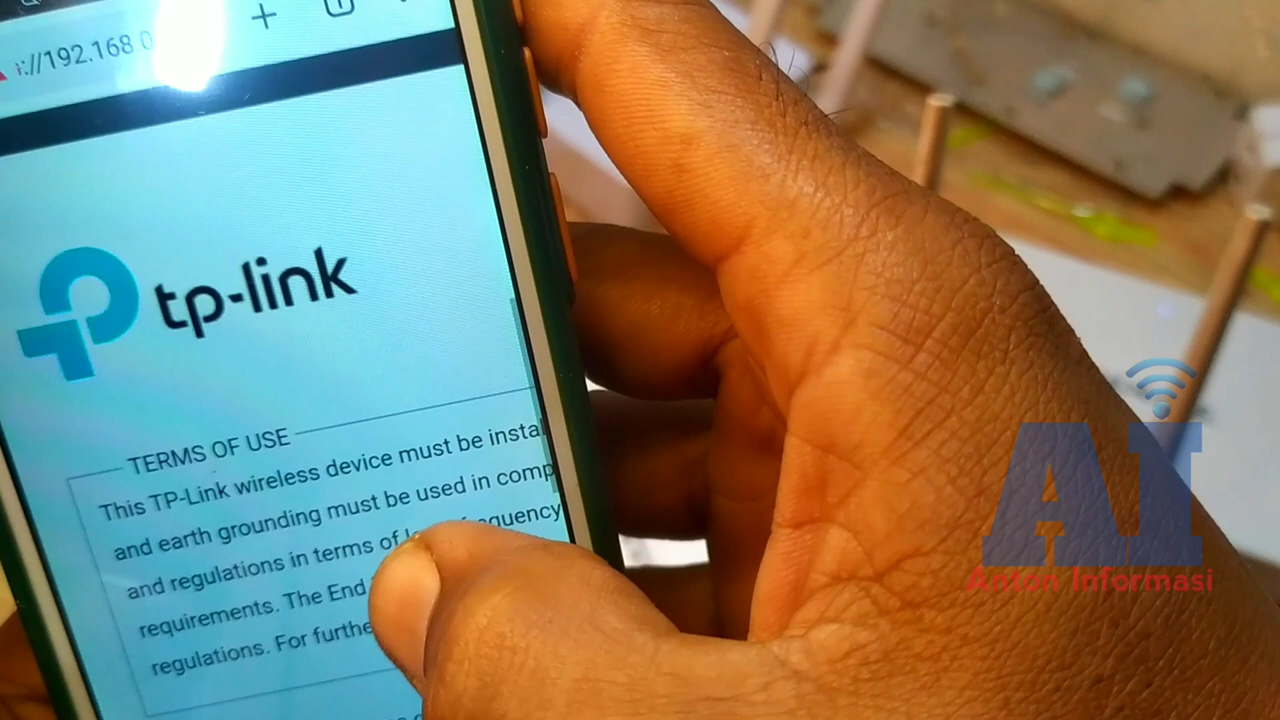 ://192.168.0
tp-link
TERMS OF USE
This TP-Link wireless device must be instal
and earth grounding must be used in comp
and regulations in terms of
requirements. The End
regulations. For furthe
AI
Anton Informasi